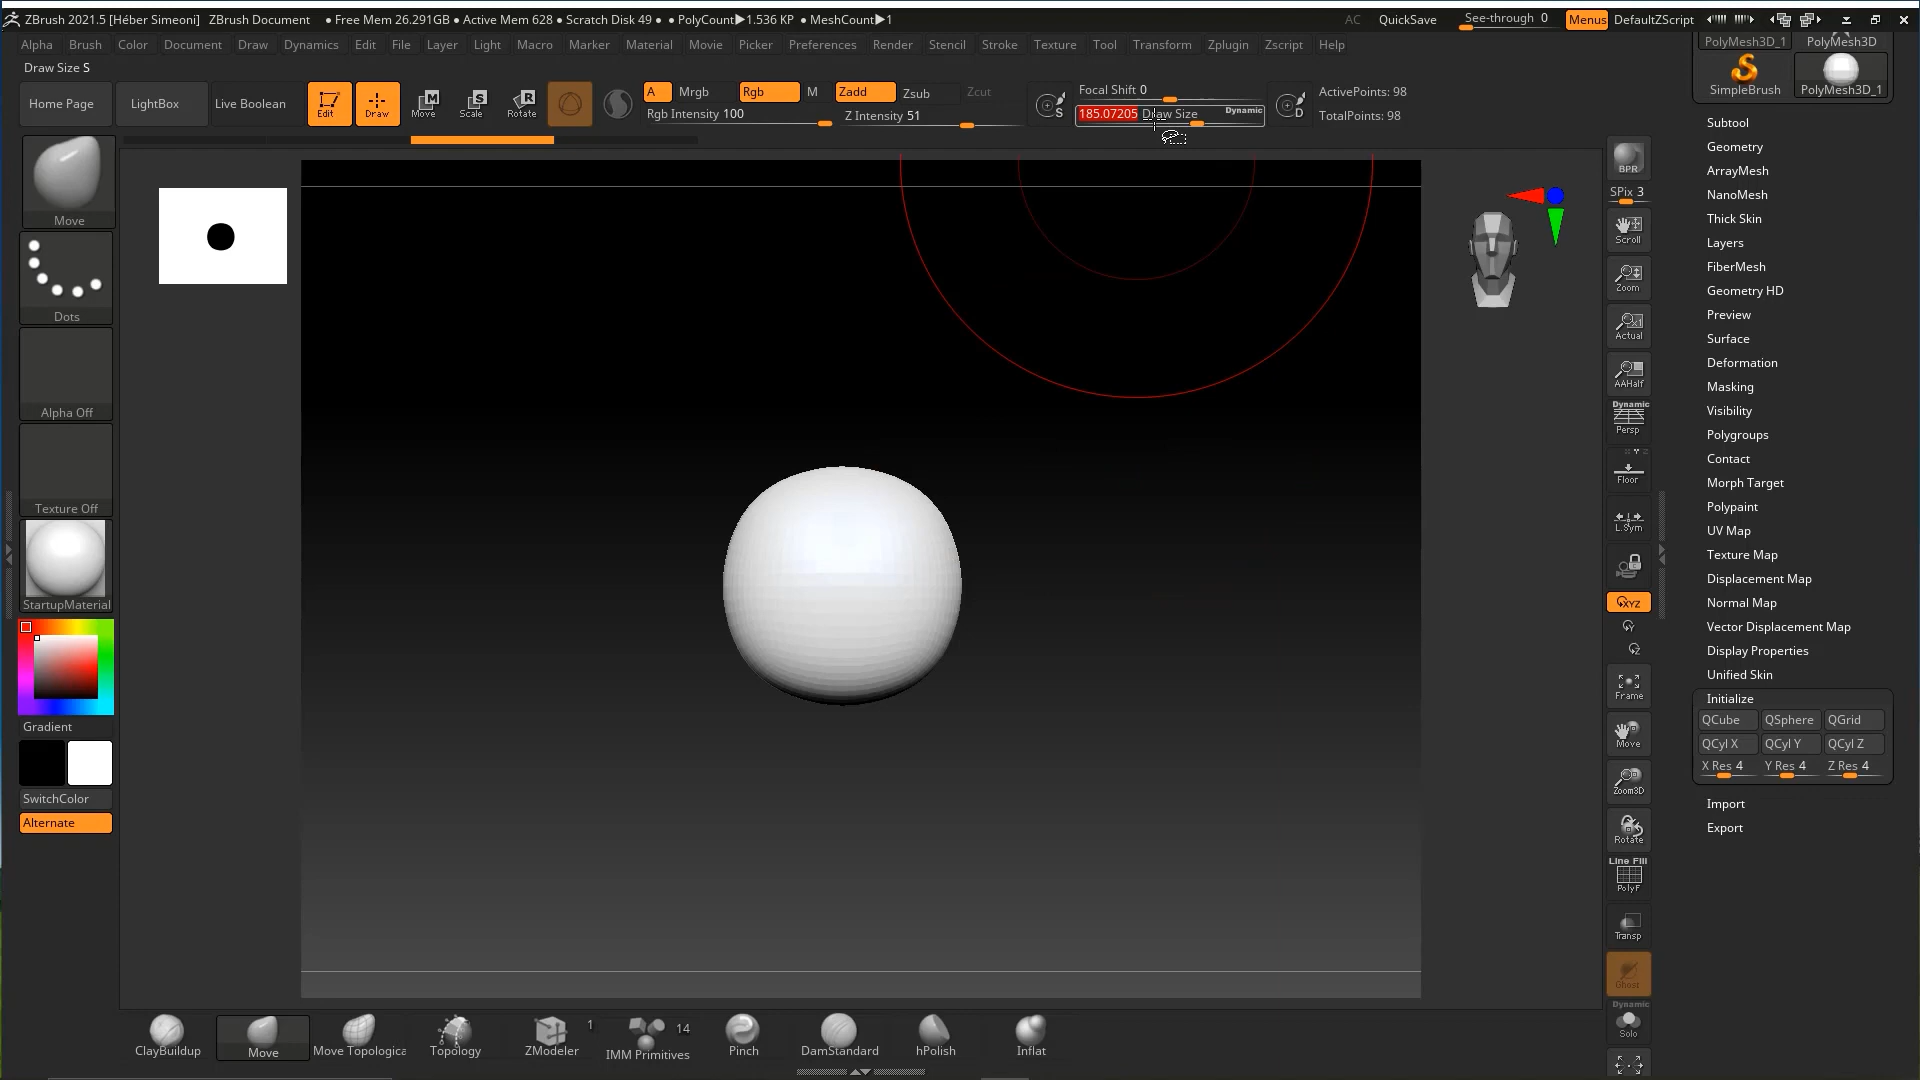 ZBrush 2021.5 [Héber Simeoni] ZBrush Document ● Free Mem 26.291GB ● Active Mem 628 ● Scratch Disk 49 ● ● PolyCount▶1.536 KP ● MeshCount▶1 AC QuickSave See-through 0 Menus DefaultZScript
Alpha Brush Color Document Draw Dynamics Edit File Layer Light Macro Marker Material Movie Picker Preferences Render Stencil Stroke Texture Tool Transform Zplugin Zscript Help
PolyMesh3D_1 PolyMesh3D
Draw Size S
SimpleBrush PolyMesh3D_1
Home Page LightBox Live Boolean Edit Draw Move Scale Rotate
A Mrgb Rgb M Zadd Zsub Zcut
Rgb Intensity 100 Z Intensity 51
S Focal Shift 0
185.07205 Draw Size Dynamic D
ActivePoints: 98
TotalPoints: 98
Move
Dots
Alpha Off
Texture Off
StartupMaterial
Gradient
SwitchColor
Alternate
BPR
SPix 3
Scroll
Zoom
Actual
AAHalf
Dynamic
Persp
Floor
L.Sym
XYZ
Y
Z
Frame
Move
Zoom3D
Rotate
Line Fill
PolyF
Transp
Ghost
Dynamic
Solo
Subtool
Geometry
ArrayMesh
NanoMesh
Thick Skin
Layers
FiberMesh
Geometry HD
Preview
Surface
Deformation
Masking
Visibility
Polygroups
Contact
Morph Target
Polypaint
UV Map
Texture Map
Displacement Map
Normal Map
Vector Displacement Map
Display Properties
Unified Skin
Initialize
QCube QSphere QGrid
QCyl X QCyl Y QCyl Z
X Res 4 Y Res 4 Z Res 4
Import
Export
ClayBuildup Move Move Topologica Topology ZModeler 1 IMM Primitives 14 Pinch DamStandard hPolish Inflat